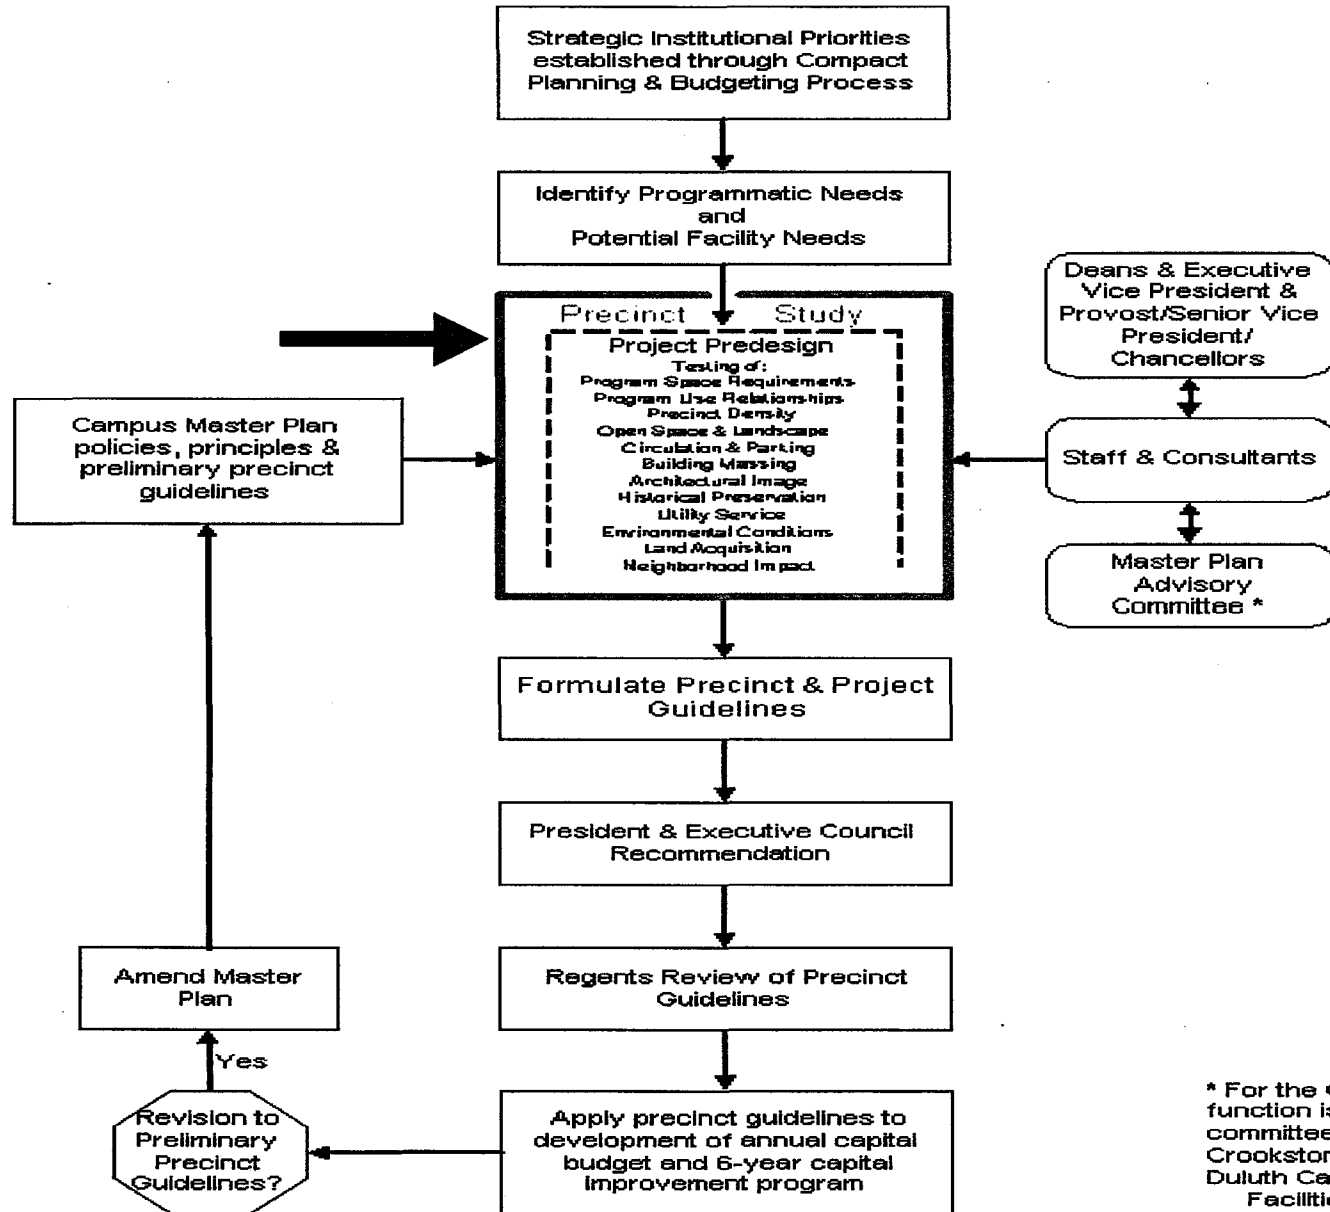 Strategic Institutional Priorities
established through Compact
Planning & Budgeting Process
Identify Programmatic Needs
and
Potential Facility Needs
Precinct Study
Project Predesign
Testing of:
Program Space Requirements
Program Use Relationships
Precinct Density
Open Space & Landscape
Circulation & Parking
Building Massing
Architectural Image
Historical Preservation
Utility Service
Environmental Conditions
Land Acquisition
Neighborhood Impact
Deans & Executive
Vice President &
Provost/Senior Vice
President/
Chancellors
Staff & Consultants
Master Plan
Advisory
Committee *
Campus Master Plan
policies, principles &
preliminary precinct
guidelines
Formulate Precinct & Project
Guidelines
President & Executive Council
Recommendation
Regents Review of Precinct
Guidelines
Amend Master
Plan
Yes
Revision to
Preliminary
Precinct
Guidelines?
Apply precinct guidelines to
development of annual capital
budget and 6-year capital
improvement program
* For the
function is
committee
Crookston
Duluth
Facilities